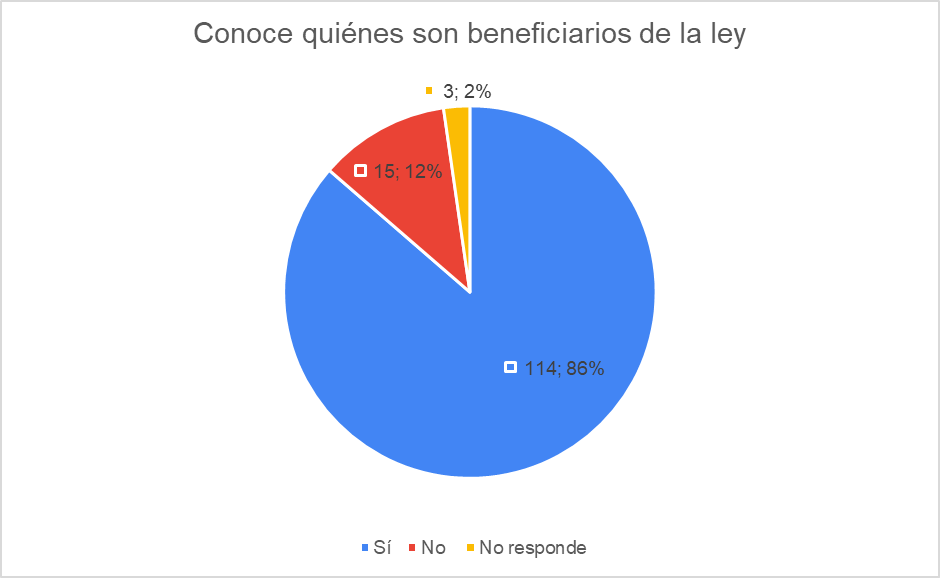 Conoce quiénes son beneficiarios de la ley
3; 2%
15; 12%
114; 86%
Sí No No responde